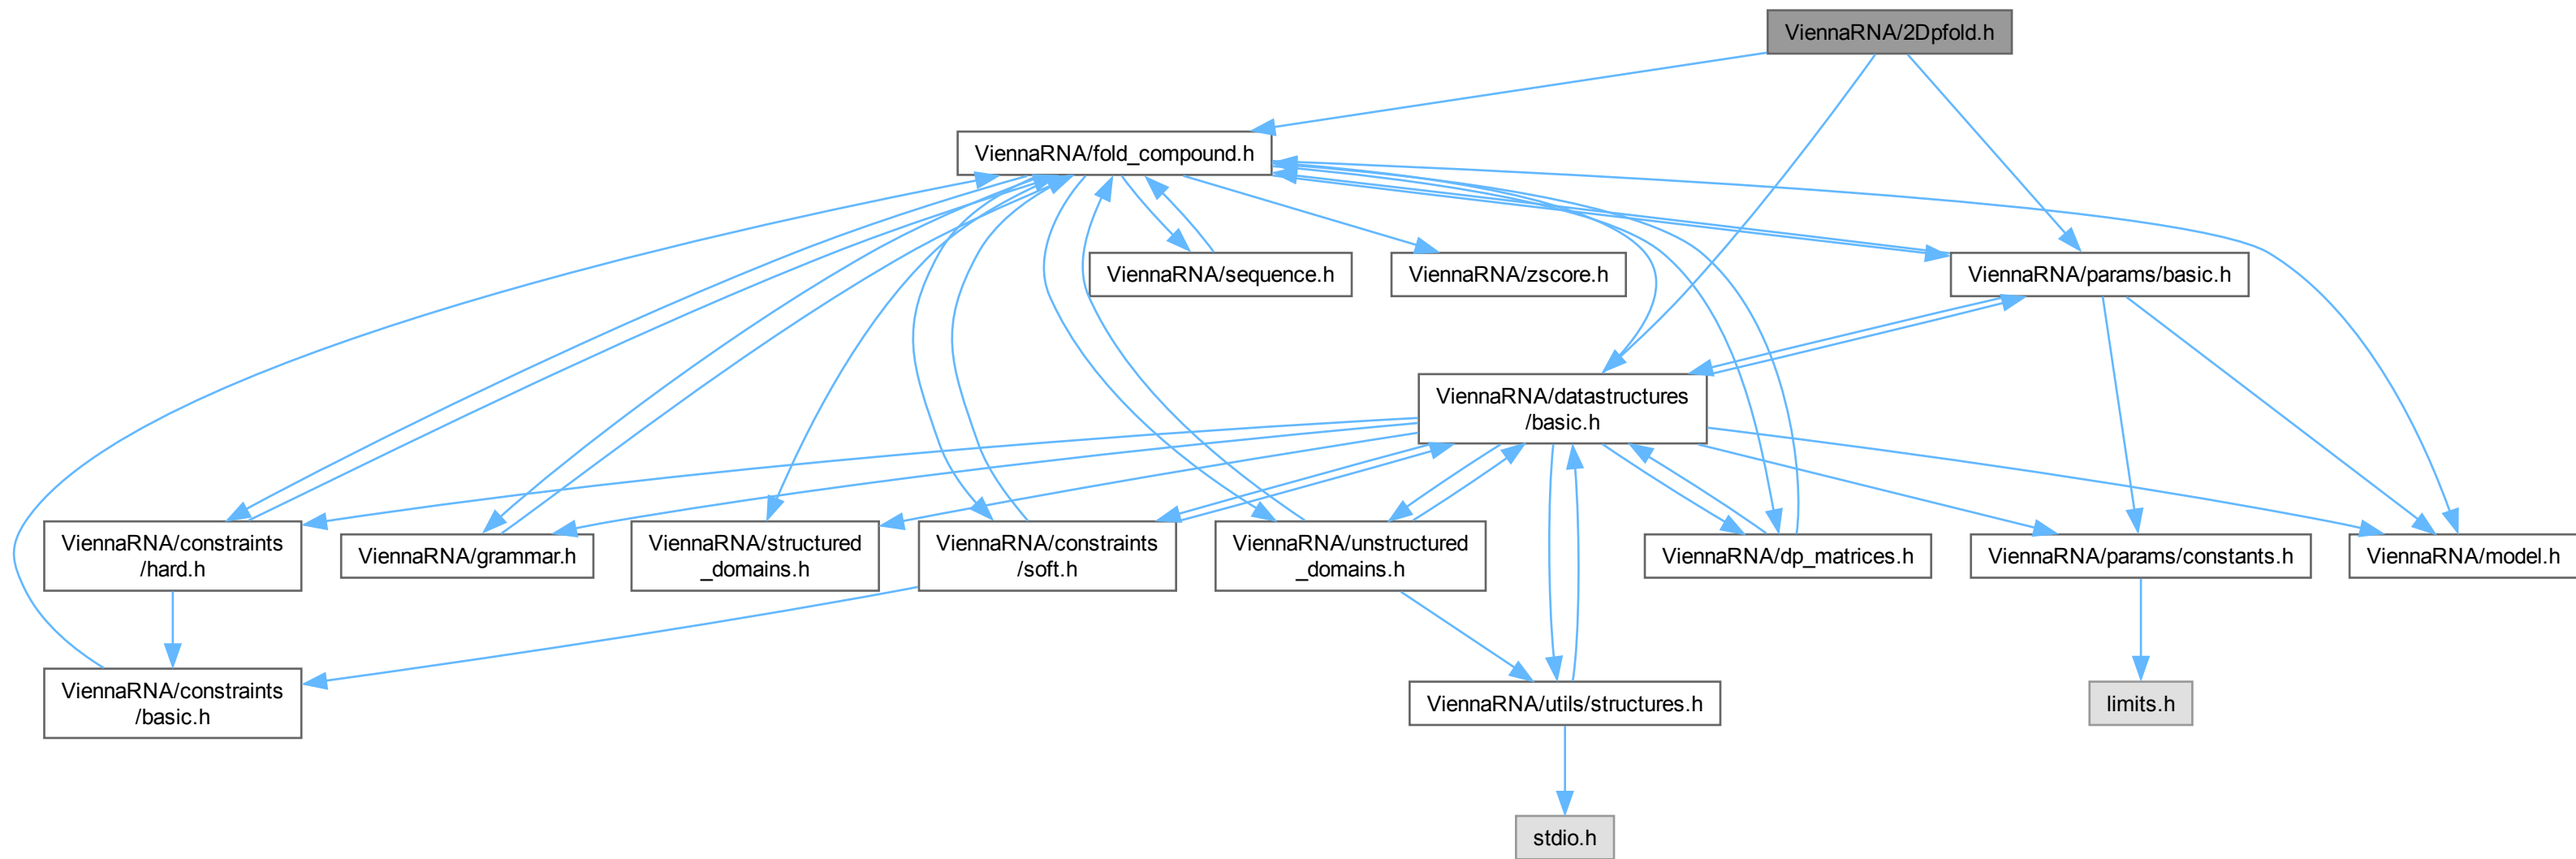 ViennaRNA/2Dpfold.h
ViennaRNA/fold_compound.h
ViennaRNA/sequence.h
ViennaRNA/zscore.h
ViennaRNA/params/basic.h
ViennaRNA/datastructures
/basic.h
ViennaRNA/constraints
/hard.h
ViennaRNA/grammar.h
ViennaRNA/structured
_domains.h
ViennaRNA/constraints
/soft.h
ViennaRNA/unstructured
_domains.h
ViennaRNA/dp_matrices.h
ViennaRNA/params/constants.h
ViennaRNA/model.h
ViennaRNA/constraints
/basic.h
ViennaRNA/utils/structures.h
limits.h
stdio.h